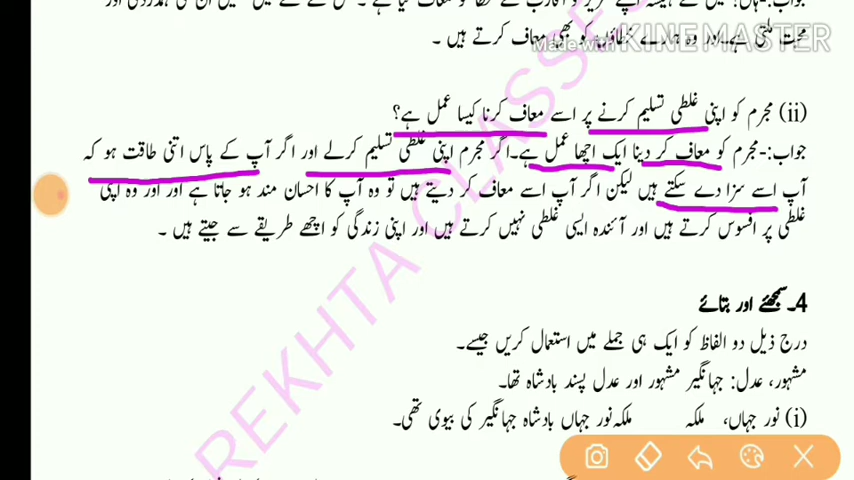 محبت ملتی ہے۔اور وہ ہمارے خطاؤں کو بھی معاف کرتے ہیں ۔
Made with KINEMASTER
(ii) مجرم کو اپنی غلطی تسلیم کرنے پر اسے معاف کرنا کیسا عمل ہے؟
جواب:-مجرم کو معاف کر دینا ایک اچھا عمل ہے۔اگر مجرم اپنی غلطی تسلیم کرلے اور اگر آپ کے پاس اتنی طاقت ہو کہ
آپ اسے سزا دے سکتے ہیں لیکن اگر آپ اسے معاف کر دیتے ہیں تو وہ آپ کا احسان مند ہو جاتا ہے اور اور وہ اپنی
غلطی پر افسوس کرتے ہیں اور آئندہ ایسی غلطی نہیں کرتے ہیں اور اپنی زندگی کو اچھے طریقے سے جیتے ہیں ۔
4۔سمجھئے اور بتائے
درج ذیل دو الفاظ کو ایک ہی جملے میں استعمال کریں جیسے۔
مشہور، عدل: جہانگیر مشہور اور عدل پسند بادشاہ تھا۔
(i) نور جہاں، ملکہ ملکہ نور جہاں بادشاہ جہانگیر کی بیوی تھی۔
REKHTA CLASSES